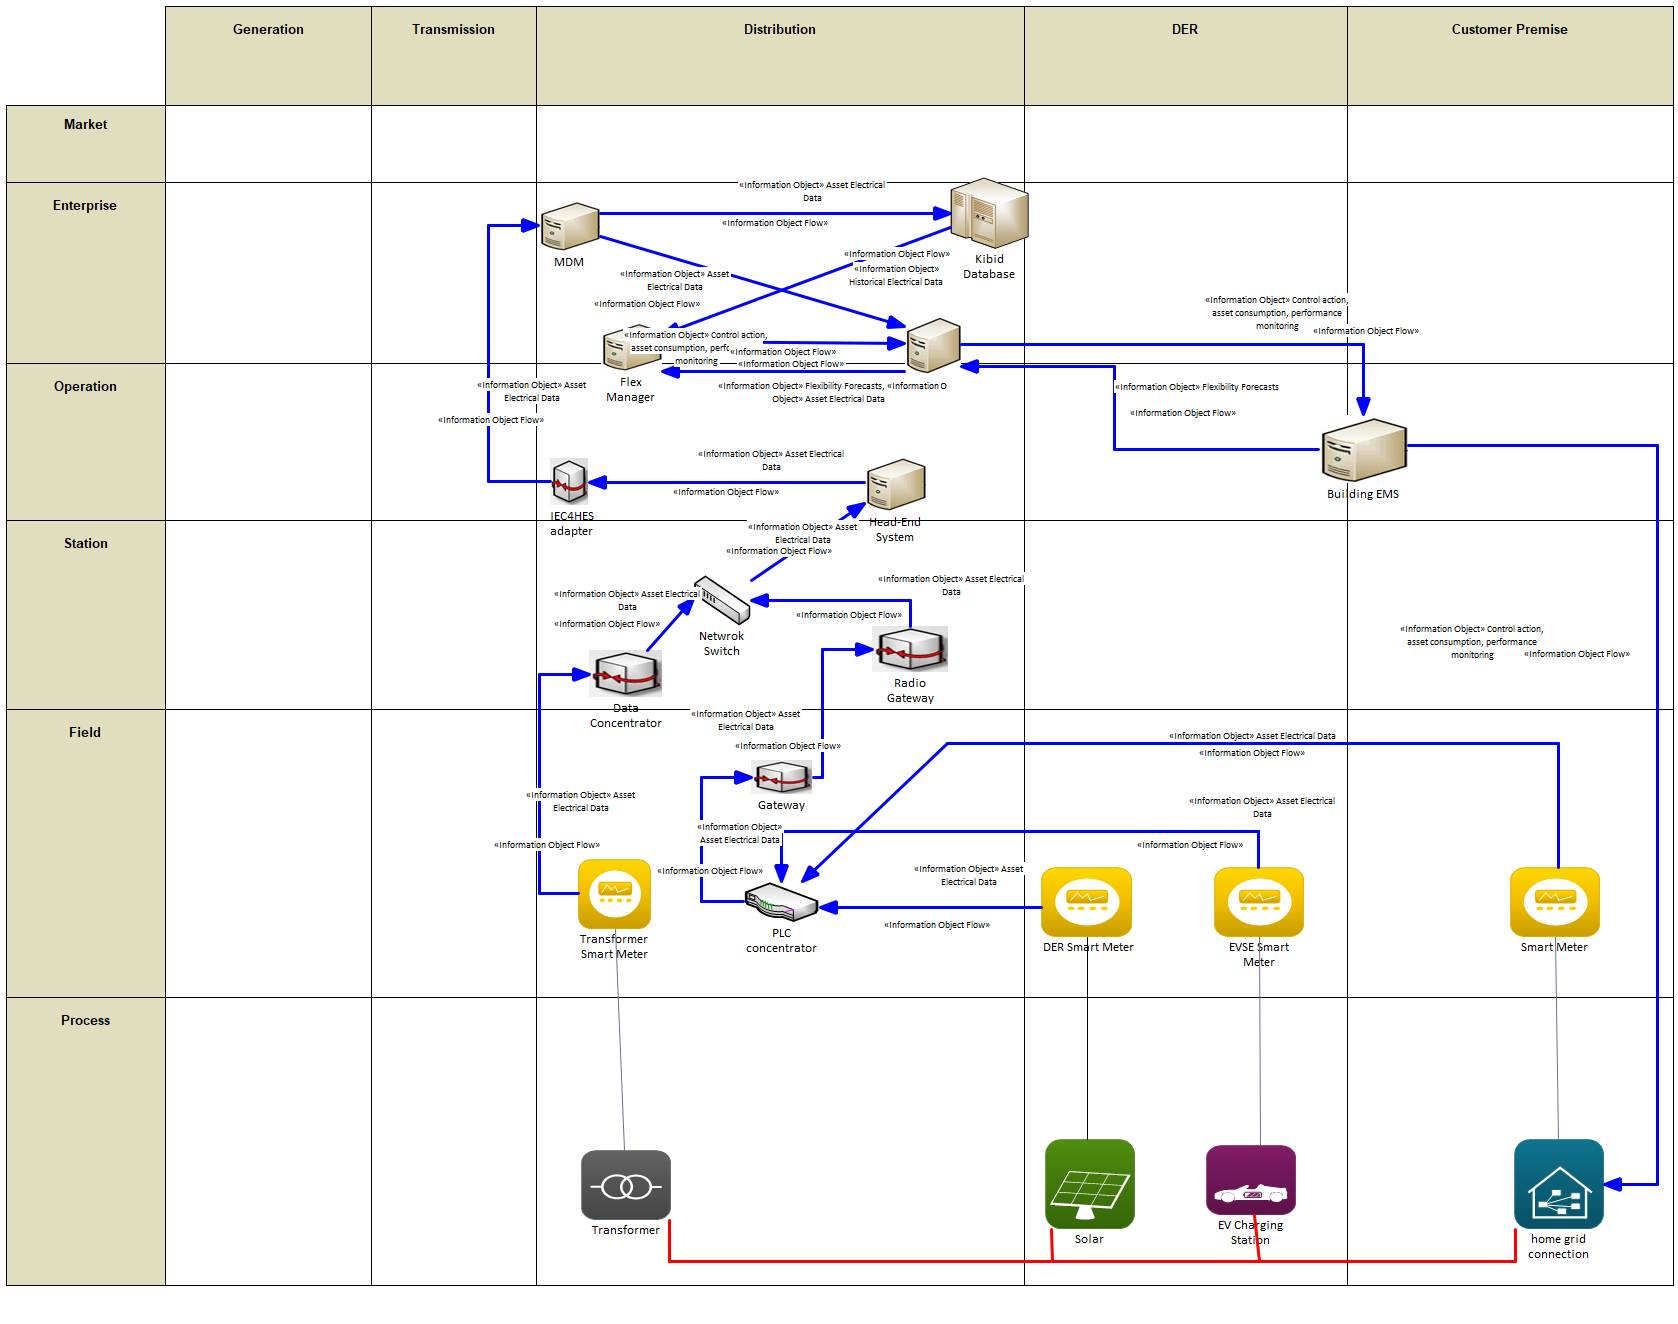 Generation
Transmission
Distribution
DER
Customer Premise
Market
Enterprise
«Information Object» Asset Electrical
Data
«Information Object Flow»
MDM
Kibid
Database
«Information Object Flow»
«Information Object»
Historical Electrical Data
«Information Object» Asset
Electrical Data
«Information Object Flow»
«Information Object» Control action,
asset consumption, performance
monitoring
«Information Object Flow»
«Information Object» Control action,
asset consumption, perfc
monitoring
«Information Object Flow»
«Information Object Flow»
Flex
Manager
«Information Object» Flexibility Forecasts, «Information O
Object» Asset Electrical Data
Operation
«Information Object» Asset
Electrical Data
«Information Object Flow»
«Information Object» Flexibility Forecasts
«Information Object Flow»
«Information Object» Asset Electrical
Data
«Information Object Flow»
Building EMS
IEC4HES
adapter
Head-End
System
Station
«Information Object» Asset
Electrical Data
«Information Object Flow»
«Information Object» Asset Electrical
Data
«Information Object Flow»
«Information Object» Asset Electrical
Data
«Information Object Flow»
Netwrok
Switch
«Information Object» Control action,
asset consumption, performance
monitoring
«Information Object Flow»
Radio
Gateway
Data
Concentrator
Field
«Information Object» Asset
Electrical Data
«Information Object Flow»
«Information Object» Asset Electrical Data
«Information Object Flow»
Gateway
«Information Object» Asset
Electrical Data
«Information Object Flow»
«Information Object»
Asset Electrical Data
«Information Object Flow»
«Information Object» Asset Electrical
Data
«Information Object Flow»
«Information Object» Asset
Electrical Data
«Information Object Flow»
Transformer
Smart Meter
PLC
concentrator
DER Smart Meter
EVSE Smart
Meter
Smart Meter
Process
Transformer
Solar
EV Charging
Station
home grid
connection